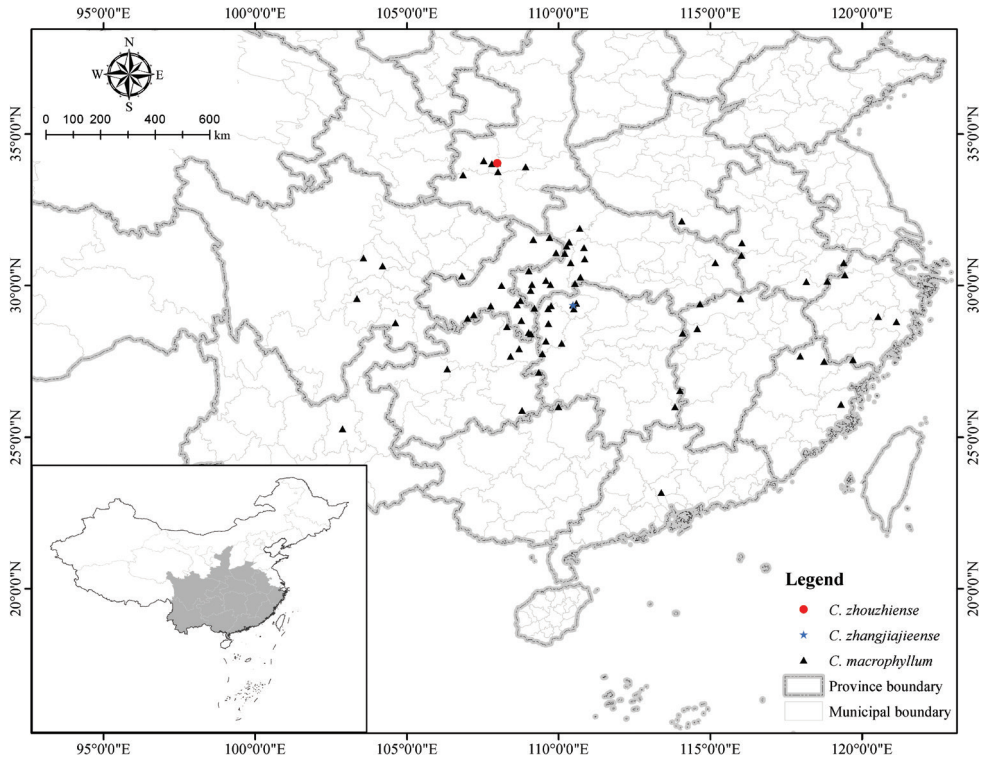 95°0'0"E 100°0'0"E 105°0'0"E 110°0'0"E 115°0'0"E 120°0'0"E
N
W E
S
0 100 200 400 600
km
35°0'0"N 35°0'0"N
30°0'0"N 30°0'0"N
25°0'0"N 25°0'0"N
20°0'0"N 20°0'0"N
Legend
C. zhouzhiense
C. zhangjiajieense
C. macrophyllum
Province boundary
Municipal boundary
95°0'0"E 100°0'0"E 105°0'0"E 110°0'0"E 115°0'0"E 120°0'0"E